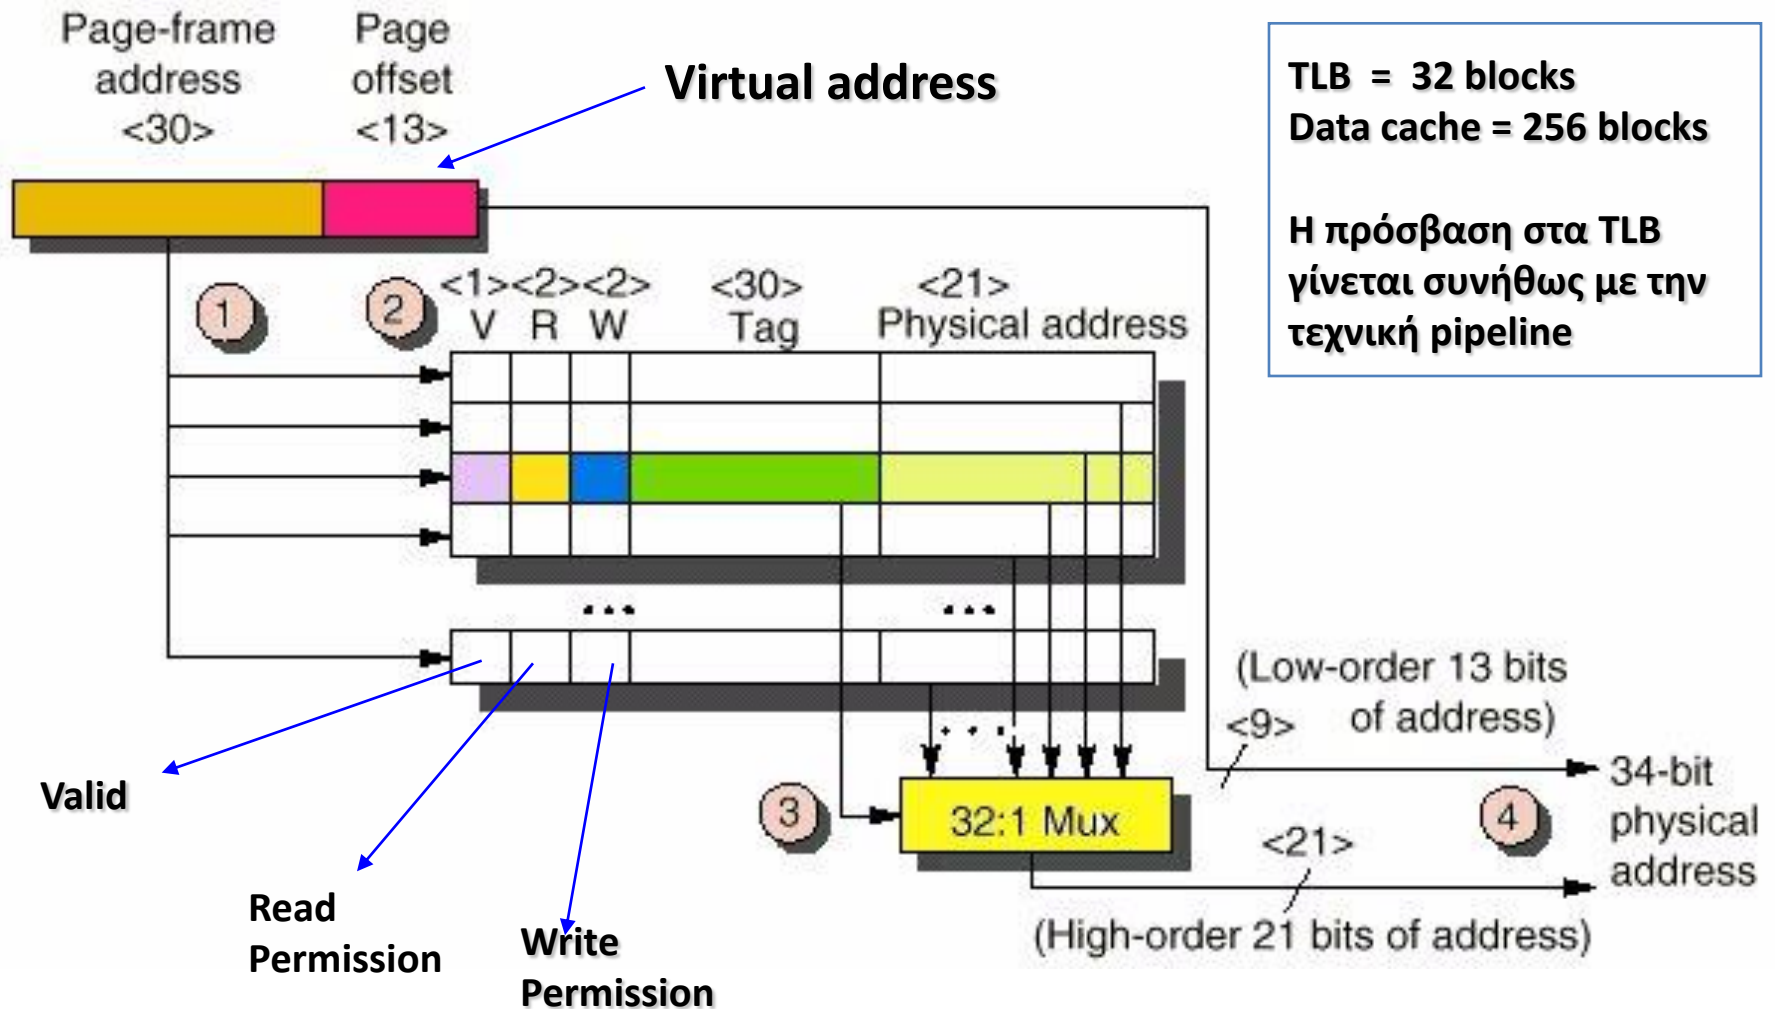 Page-frame
address
<30>
Page
offset
<13>
Virtual address
TLB = 32 blocks
Data cache = 256 blocks
Η πρόσβαση στα TLB
γίνεται συνήθως με την
τεχνική pipeline
1
2
<1> <2> <2> <30> <21>
V R W Tag Physical address
...
...
Valid
Read
Permission
Write
Permission
. . .
3
32:1 Mux
(Low-order 13 bits
of address)
<9>
4
34-bit
physical
address
<21>
(High-order 21 bits of address)